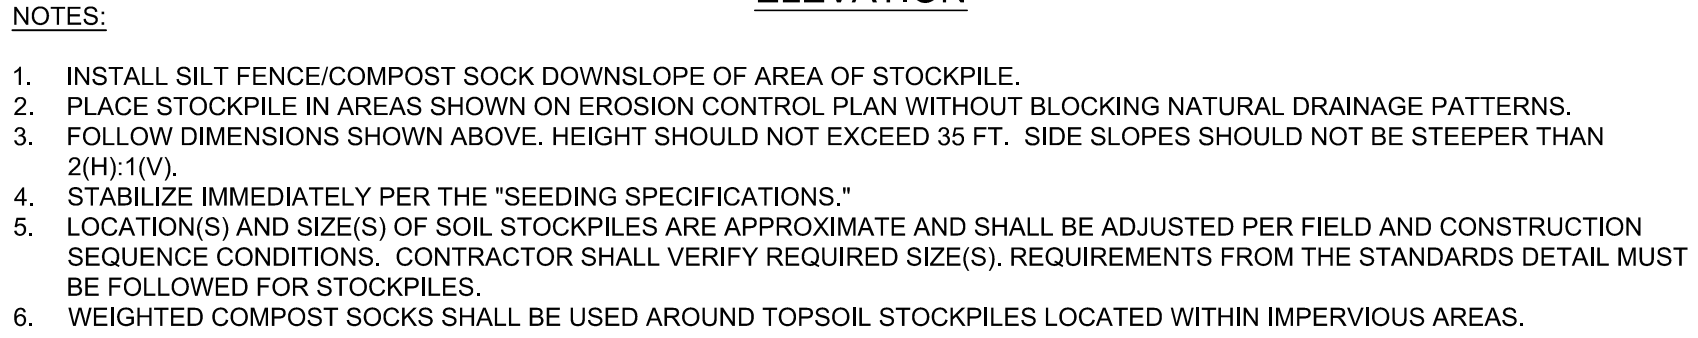 ELEVATION
NOTES:
1. INSTALL SILT FENCE/COMPOST SOCK DOWNSLOPE OF AREA OF STOCKPILE.
2. PLACE STOCKPILE IN AREAS SHOWN ON EROSION CONTROL PLAN WITHOUT BLOCKING NATURAL DRAINAGE PATTERNS.
3. FOLLOW DIMENSIONS SHOWN ABOVE. HEIGHT SHOULD NOT EXCEED 35 FT. SIDE SLOPES SHOULD NOT BE STEEPER THAN
2(H):1(V).
4. STABILIZE IMMEDIATELY PER THE "SEEDING SPECIFICATIONS."
5. LOCATION(S) AND SIZE(S) OF SOIL STOCKPILES ARE APPROXIMATE AND SHALL BE ADJUSTED PER FIELD AND CONSTRUCTION
SEQUENCE CONDITIONS. CONTRACTOR SHALL VERIFY REQUIRED SIZE(S). REQUIREMENTS FROM THE STANDARDS DETAIL MUST
BE FOLLOWED FOR STOCKPILES.
6. WEIGHTED COMPOST SOCKS SHALL BE USED AROUND TOPSOIL STOCKPILES LOCATED WITHIN IMPERVIOUS AREAS.